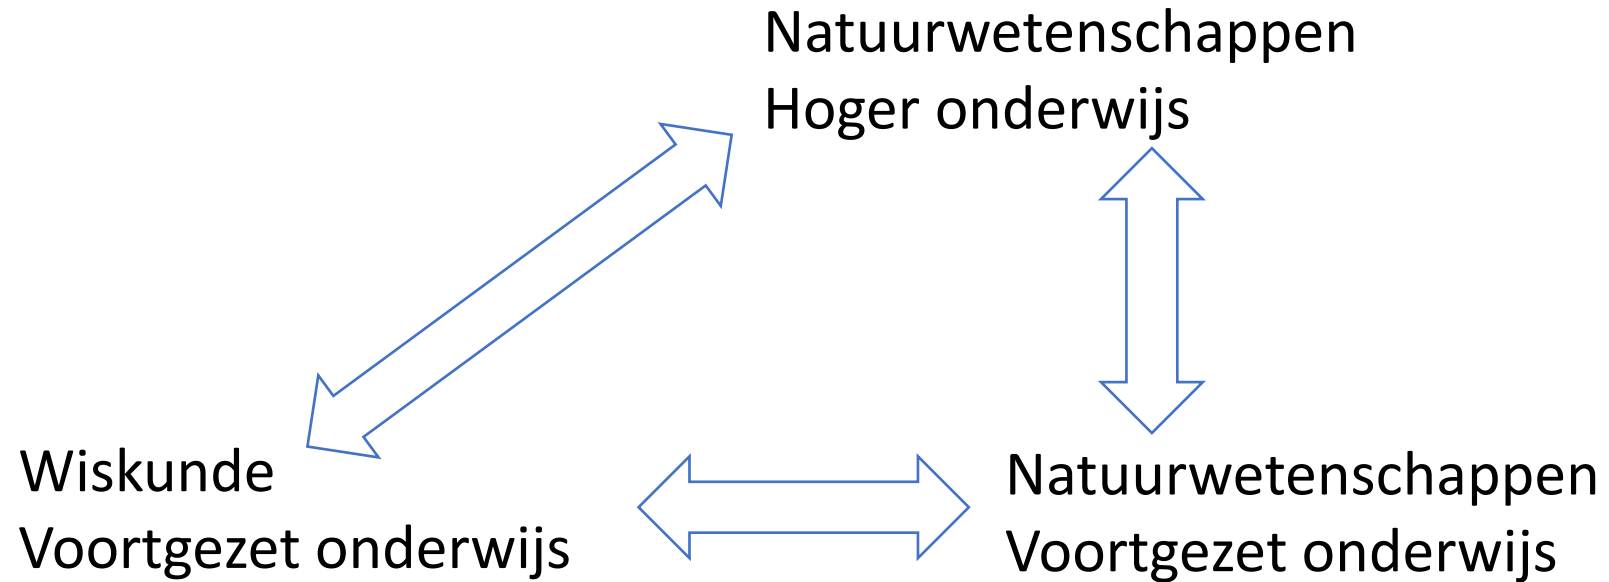 Natuurwetenschappen
Hoger onderwijs
Wiskunde
Voortgezet onderwijs
Natuurwetenschappen
Voortgezet onderwijs